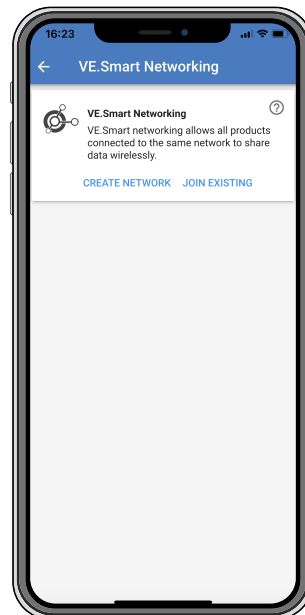 16:23
VE.Smart Networking
VE.Smart Networking
VE.Smart networking allows all products
connected to the same network to share
data wirelessly.
CREATE NETWORK JOIN EXISTING